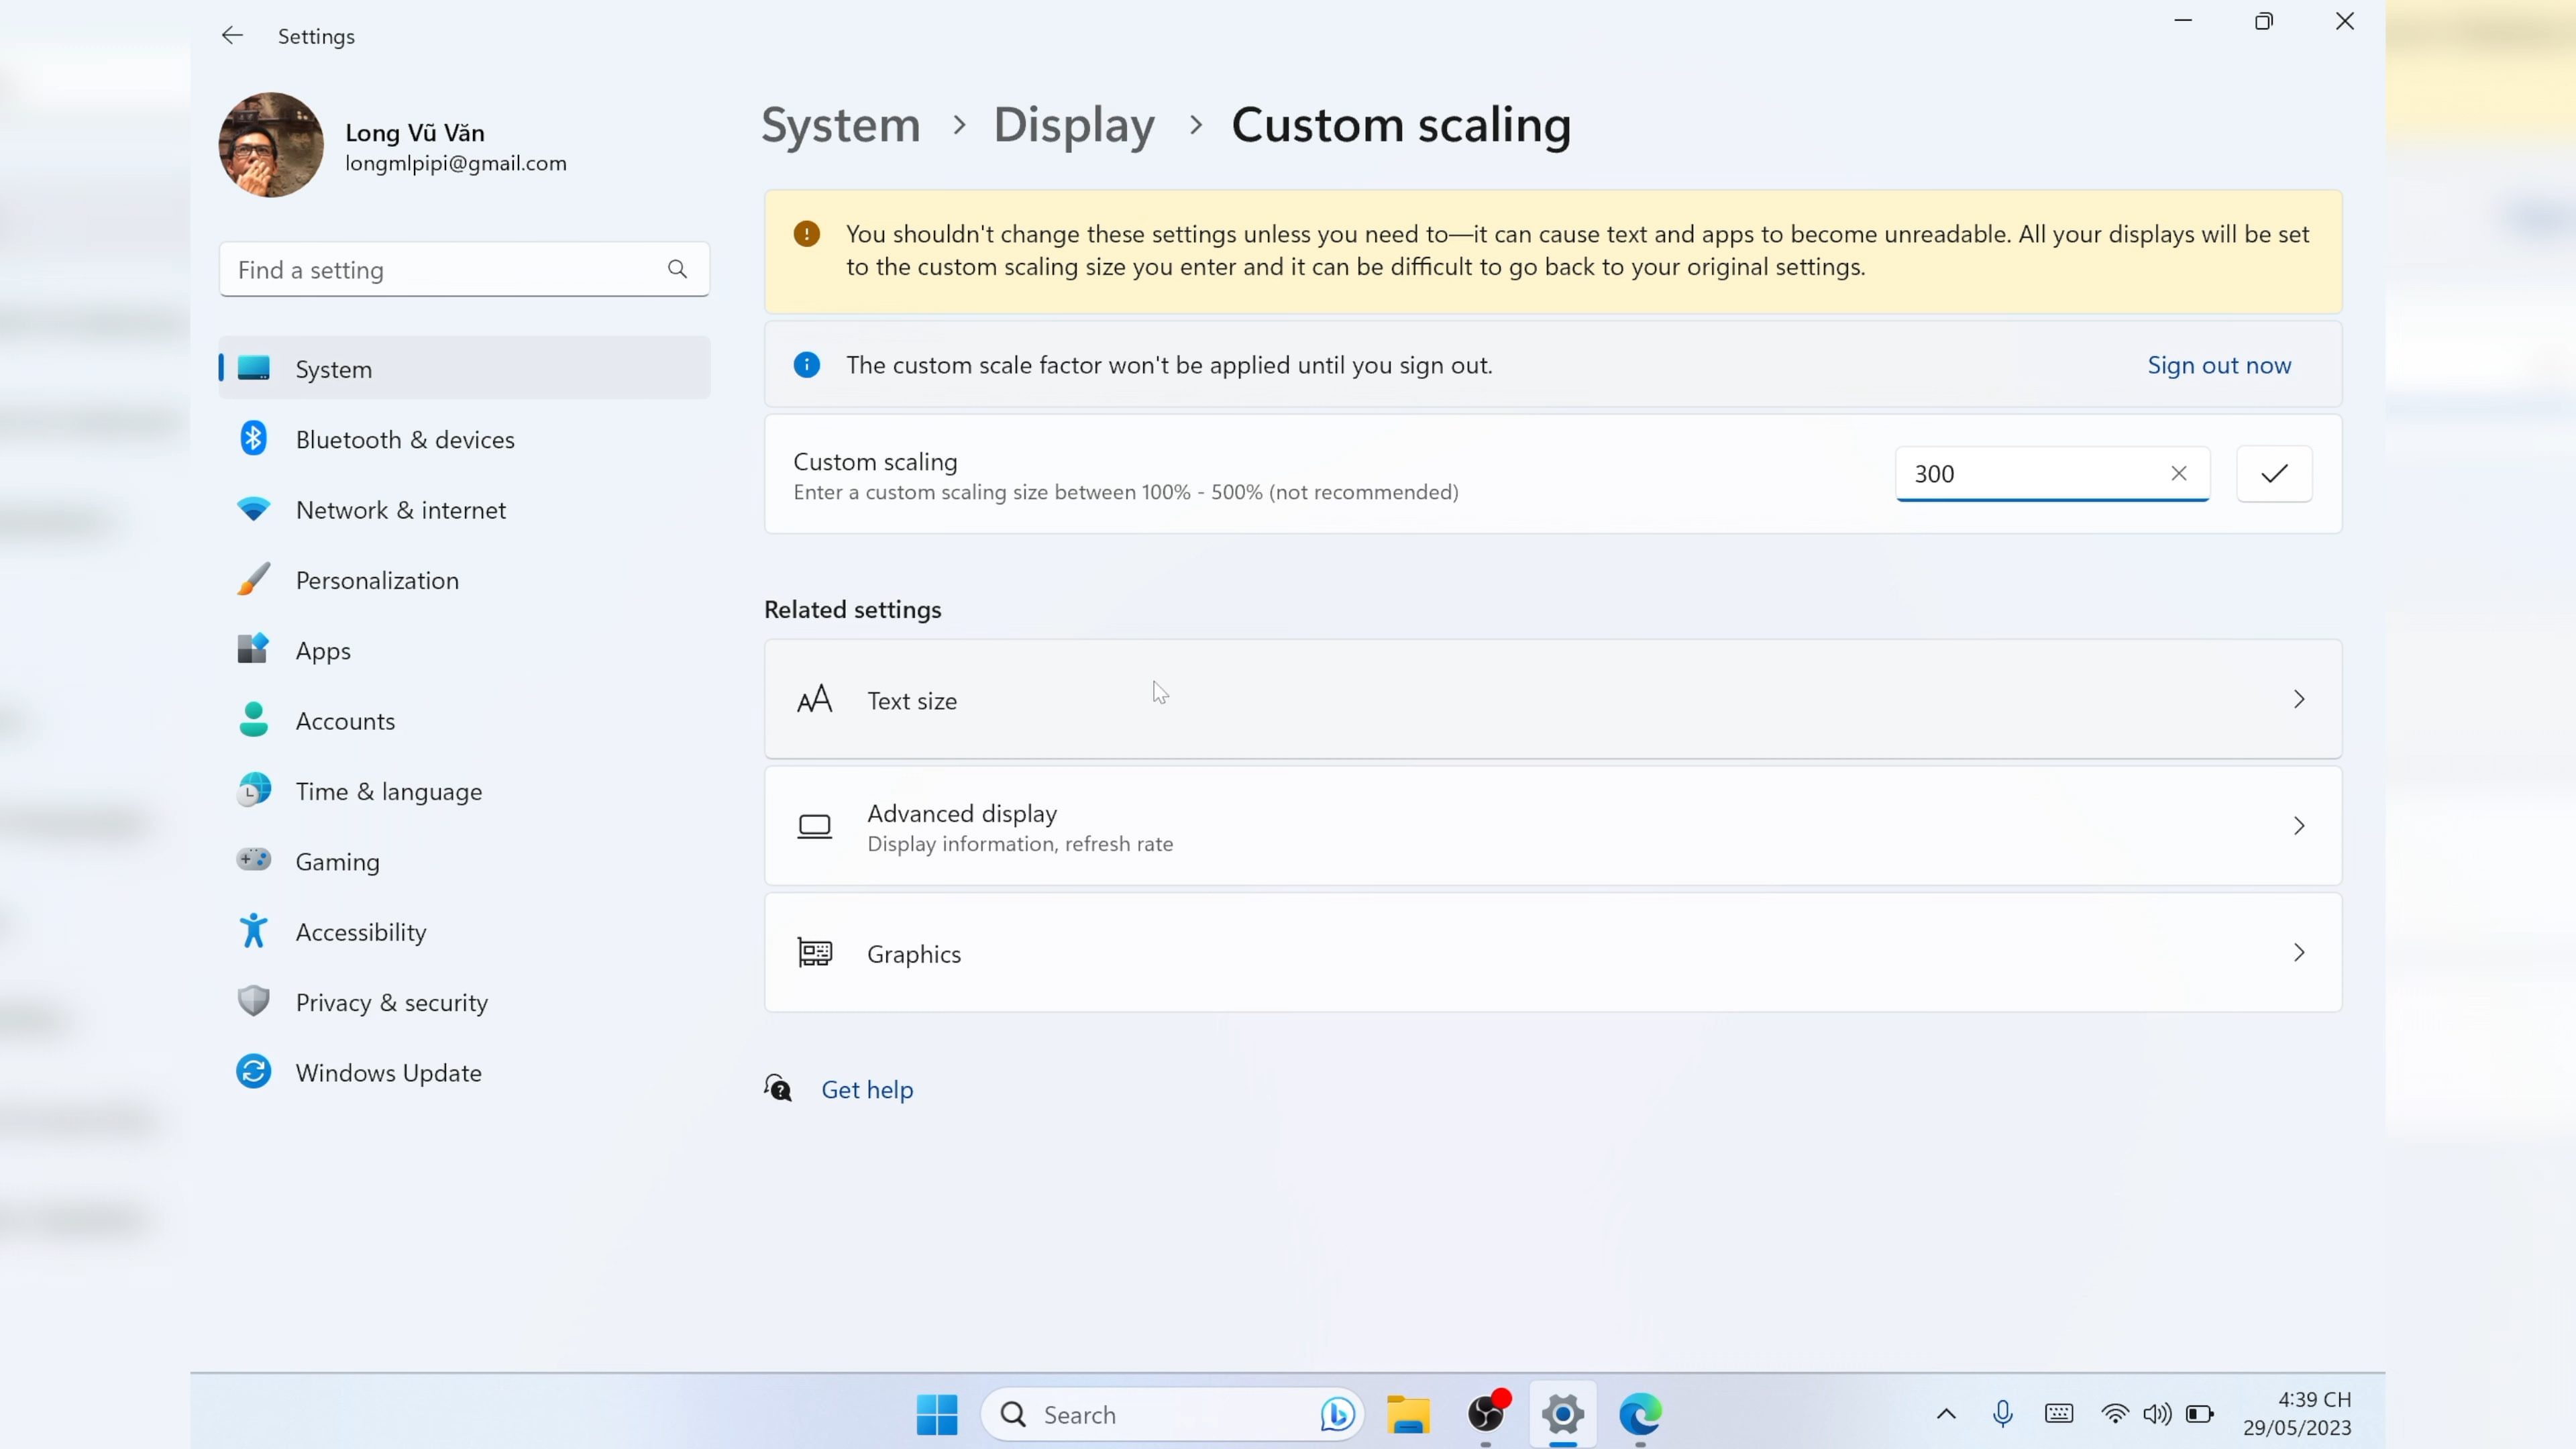 Settings
Long Vũ Văn
longmlpipi@gmail.com
Find a setting
System
Bluetooth & devices
Network & internet
Personalization
Apps
Accounts
Time & language
Gaming
Accessibility
Privacy & security
Windows Update
System > Display > Custom scaling
You shouldn't change these settings unless you need to—it can cause text and apps to become unreadable. All your displays will be set
to the custom scaling size you enter and it can be difficult to go back to your original settings.
The custom scale factor won't be applied until you sign out.
Sign out now
Custom scaling
Enter a custom scaling size between 100% - 500% (not recommended)
300
Related settings
Text size
Advanced display
Display information, refresh rate
Graphics
Get help
Search
4:39 CH
29/05/2023